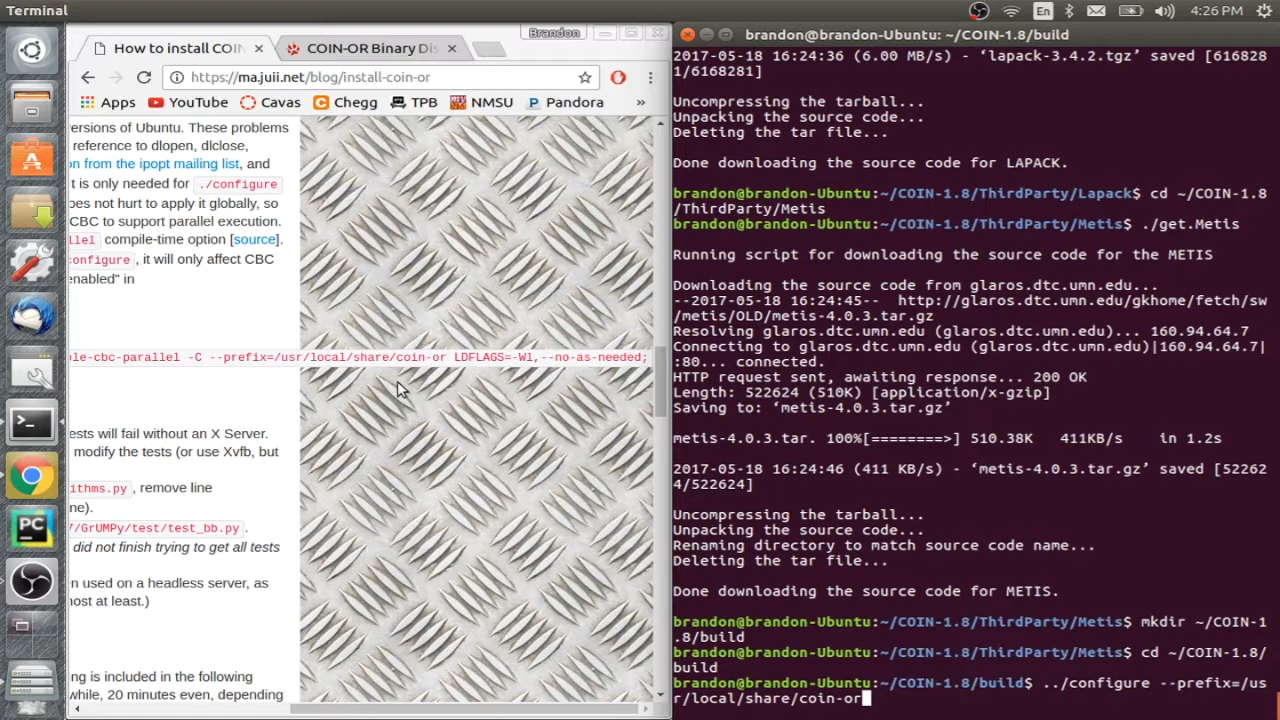 Terminal
En
4:26 PM
How to install COIN
COIN-OR Binary Dis
Brandon
https://ma.juii.net/blog/install-coin-or
Apps
YouTube
Cavas
Chegg
TPB
NMSU
Pandora
»
ersions of Ubuntu. These problems
reference to dlopen, dlclose,
on from the ipopt mailing list, and
t is only needed for ./configure
oes not hurt to apply it globally, so
CBC to support parallel execution.
llel compile-time option [source].
configure, it will only affect CBC
enabled" in
ble-cbc-parallel -C --prefix=/usr/local/share/coin-or LDFLAGS=-Wl,--no-as-needed;
ests will fail without an X Server.
modify the tests (or use Xvfb, but
ithms.py, remove line
ne).
7/GrUMPy/test/test_bb.py.
did not finish trying to get all tests
n used on a headless server, as
nost at least.)
ng is included in the following
while, 20 minutes even, depending
brandon@brandon-Ubuntu: ~/COIN-1.8/build
2017-05-18 16:24:36 (6.00 MB/s) - ‘lapack-3.4.2.tgz’ saved [616828
1/6168281]
Uncompressing the tarball...
Unpacking the source code...
Deleting the tar file...
Done downloading the source code for LAPACK.
brandon@brandon-Ubuntu:~/COIN-1.8/ThirdParty/Lapack$ cd ~/COIN-1.8
/ThirdParty/Metis
brandon@brandon-Ubuntu:~/COIN-1.8/ThirdParty/Metis$ ./get.Metis
Running script for downloading the source code for the METIS
Downloading the source code from glaros.dtc.umn.edu...
--2017-05-18 16:24:45-- http://glaros.dtc.umn.edu/gkhome/fetch/sw
/metis/OLD/metis-4.0.3.tar.gz
Resolving glaros.dtc.umn.edu (glaros.dtc.umn.edu)... 160.94.64.7
Connecting to glaros.dtc.umn.edu (glaros.dtc.umn.edu)|160.94.64.7|
:80... connected.
HTTP request sent, awaiting response... 200 OK
Length: 522624 (510K) [application/x-gzip]
Saving to: ‘metis-4.0.3.tar.gz’
metis-4.0.3.tar. 100%[========>] 510.38K 411KB/s in 1.2s
2017-05-18 16:24:46 (411 KB/s) - ‘metis-4.0.3.tar.gz’ saved [52262
4/522624]
Uncompressing the tarball...
Unpacking the source code...
Renaming directory to match source code name...
Deleting the tar file...
Done downloading the source code for METIS.
brandon@brandon-Ubuntu:~/COIN-1.8/ThirdParty/Metis$ mkdir ~/COIN-1
.8/build
brandon@brandon-Ubuntu:~/COIN-1.8/ThirdParty/Metis$ cd ~/COIN-1.8/
build
brandon@brandon-Ubuntu:~/COIN-1.8/build$ ../configure --prefix=/us
r/local/share/coin-or